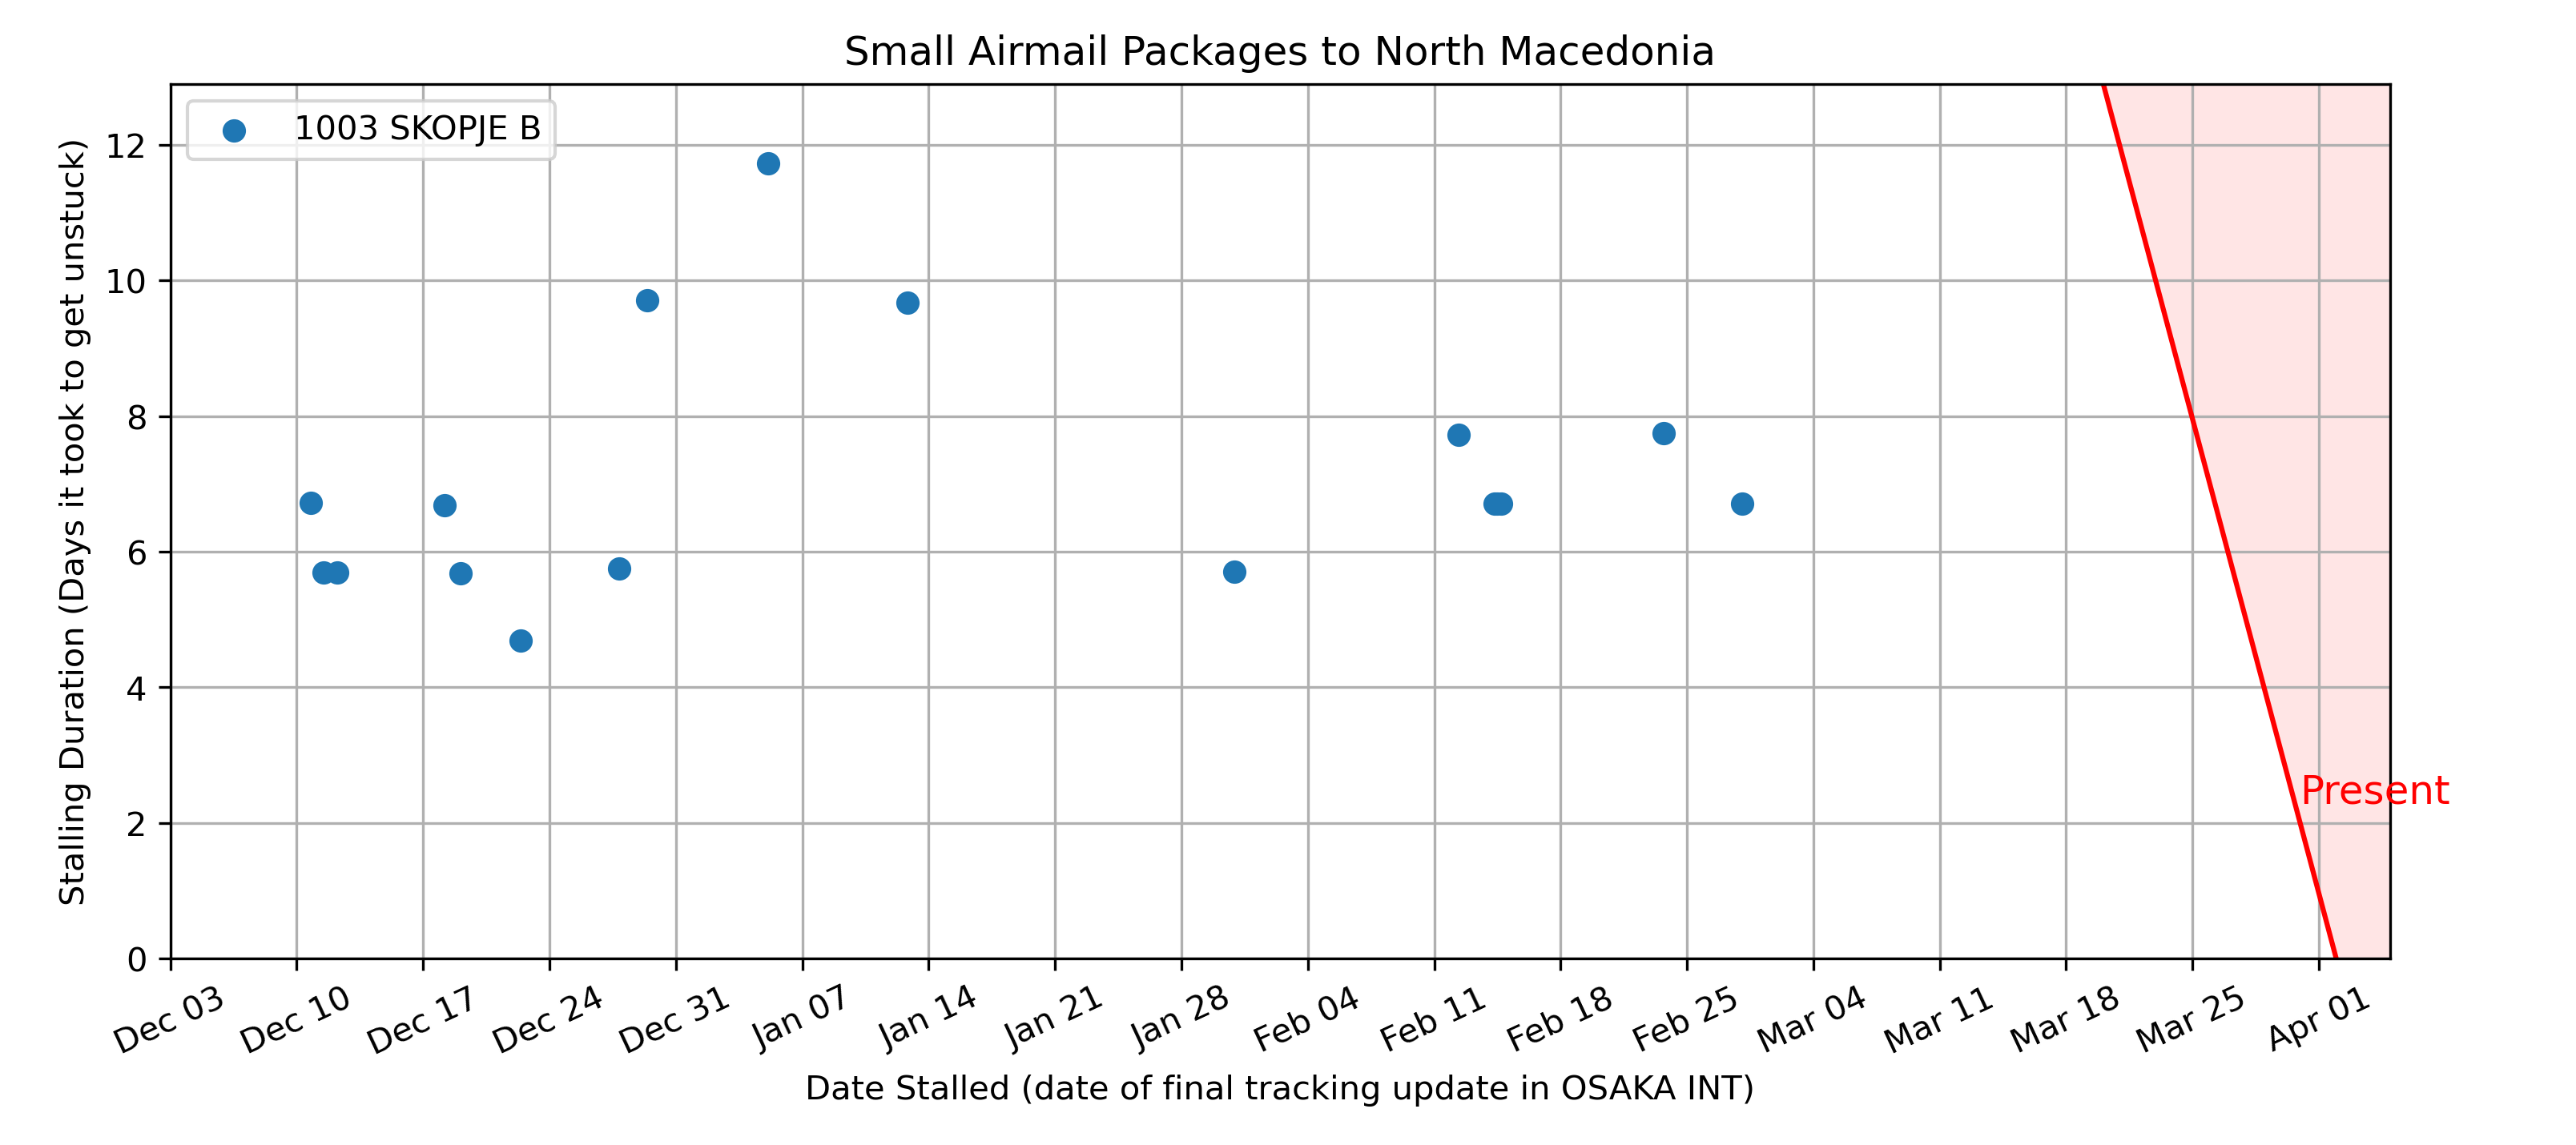 Small Airmail Packages to North Macedonia
1003 SKOPJE B
Stalling Duration (Days it took to get unstuck)
12
10
8
6
4
2
0
Present
Dec 03
Dec 10
Dec 17
Dec 24
Dec 31
Jan 07
Jan 14
Jan 21
Jan 28
Feb 04
Feb 11
Feb 18
Feb 25
Mar 04
Mar 11
Mar 18
Mar 25
Apr 01
Date Stalled (date of final tracking update in OSAKA INT)